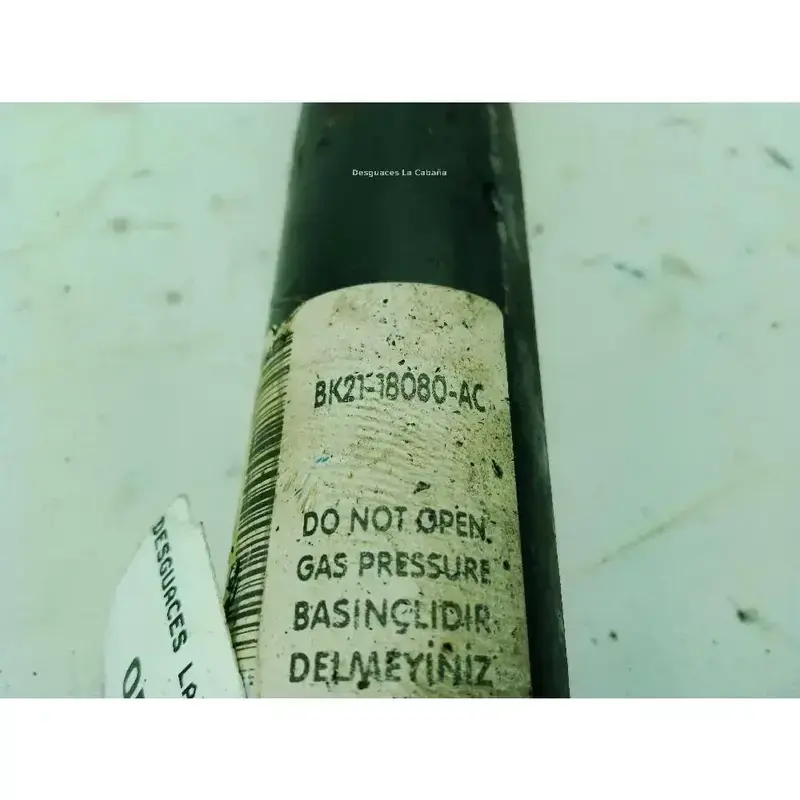 Desguaces La Cabaña
BK21-18080-AC
DO NOT OPEN.
GAS PRESSURE
BASINÇLIDIR
DELMEYİNİZ
DESGUACES